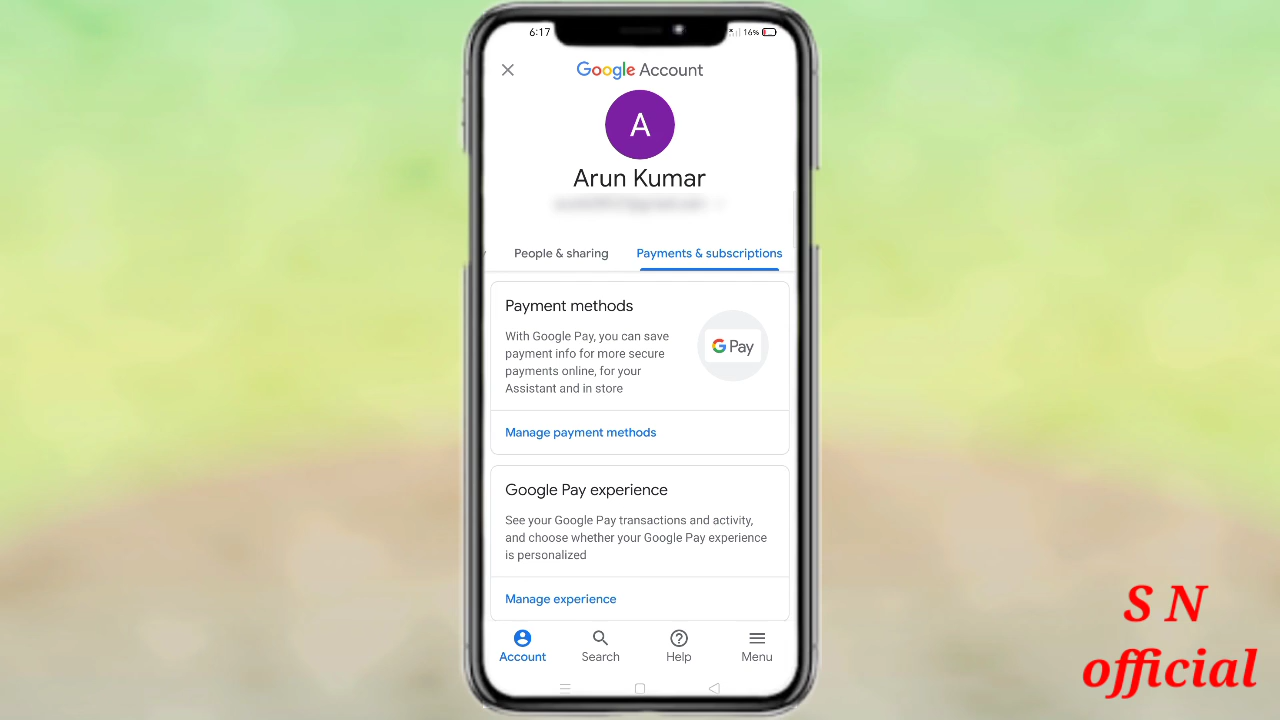 6:17
16%
Google Account
A
Arun Kumar
People & sharing
Payments & subscriptions
Payment methods
With Google Pay, you can save
payment info for more secure
payments online, for your
Assistant and in store
G Pay
Manage payment methods
Google Pay experience
See your Google Pay transactions and activity,
and choose whether your Google Pay experience
is personalized
Manage experience
Account
Search
Help
Menu
S N
official